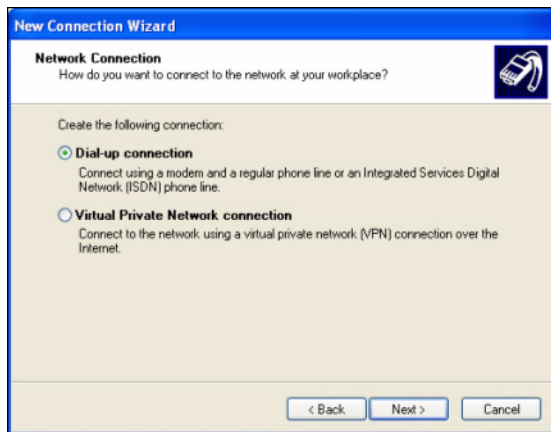 New Connection Wizard
Network Connection
How do you want to connect to the network at your workplace?
Create the following connection:
Dial-up connection
Connect using a modem and a regular phone line or an Integrated Services Digital
Network (ISDN) phone line.
Virtual Private Network connection
Connect to the network using a virtual private network (VPN) connection over the
Internet.
< Back
Next >
Cancel